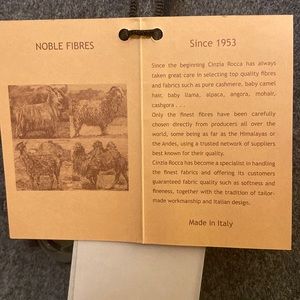 NOBLE FIBRES
Since 1953
Since the beginning Cinzia Rocca has always
taken great care in selecting top quality fibres
and fabrics such as pure cashmere, baby camel
hair, baby llama, alpaca, angora, mohair,
cashgora . . .
Only the finest fibres have been carefully
chosen directly from producers all over the
world, some being as far as the Himalayas or
the Andes, using a trusted network of suppliers
best known for their quality.
Cinzia Rocca has become a specialist in handling
the finest fabrics and offering its customers
guaranteed fabric quality such as softness and
fineness, together with the tradition of tailor-
made workmanship and Italian design.
Made in Italy